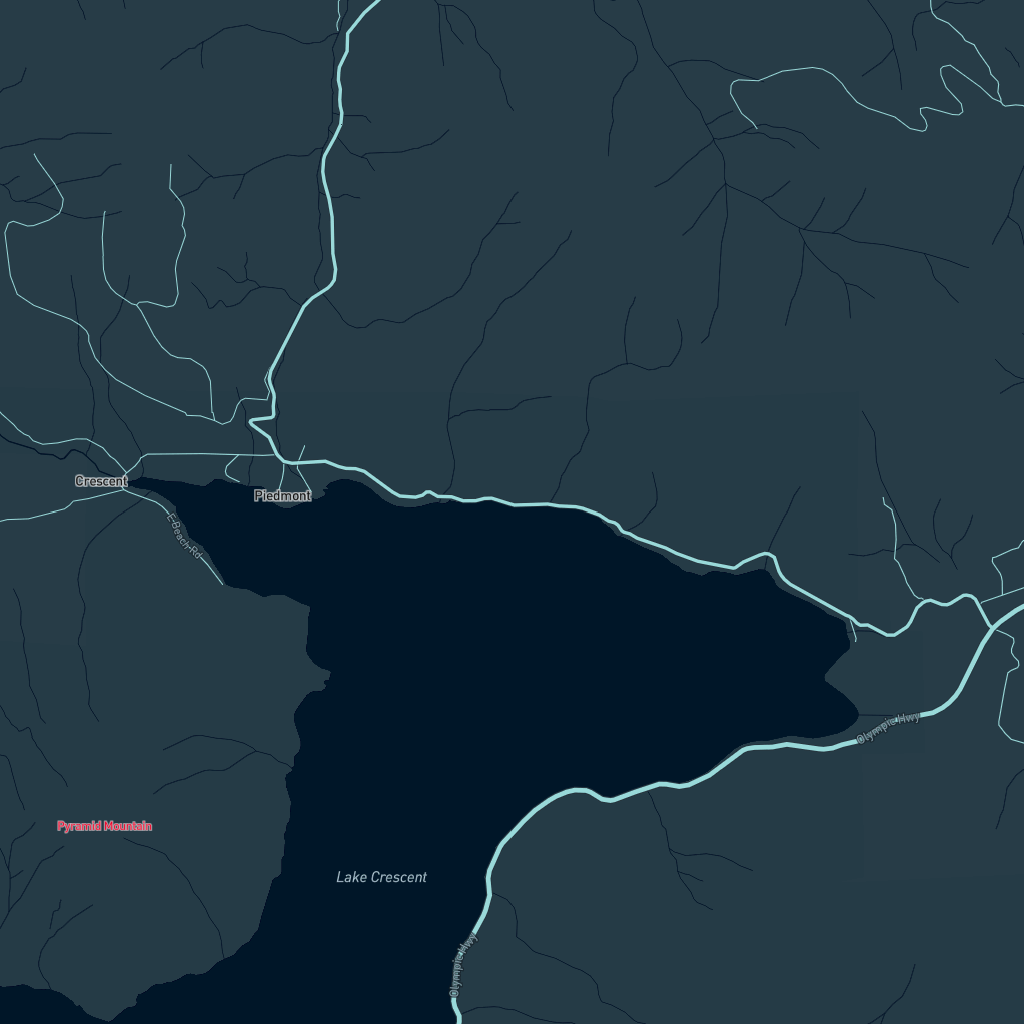 Crescent
Piedmont
E Beach Rd
Olympic Hwy
Pyramid Mountain
Lake Crescent
Olympic Hwy